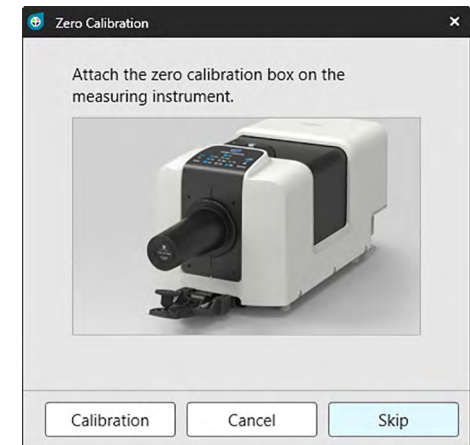 Zero Calibration
Attach the zero calibration box on the
measuring instrument.
Calibration
Cancel
Skip